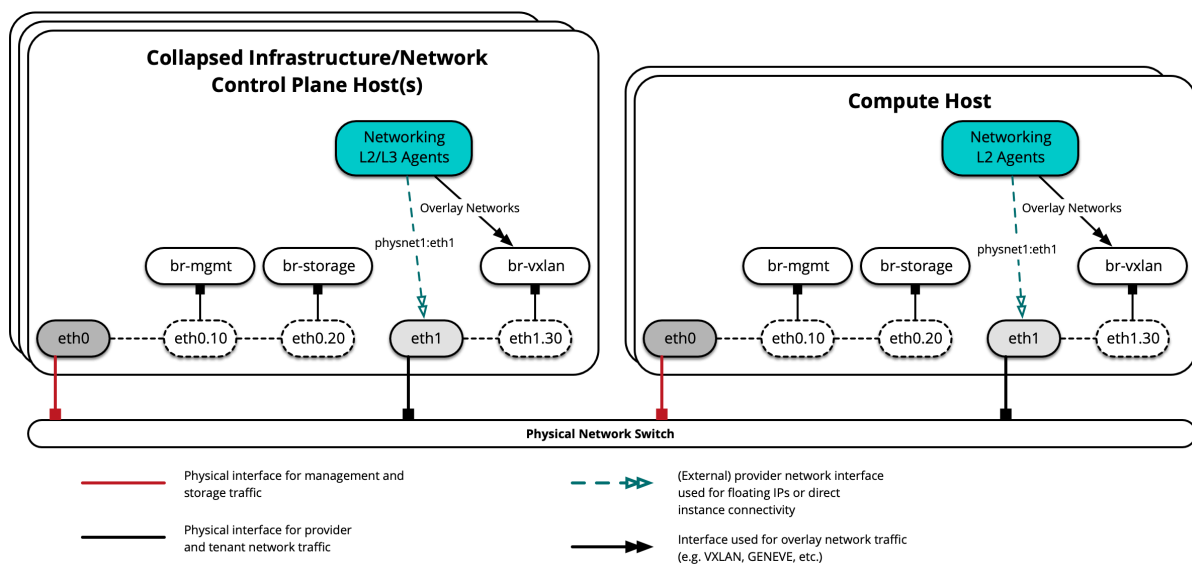 Collapsed Infrastructure/Network
Control Plane Host(s)
Networking
L2/L3 Agents
Overlay Networks
physnet1:eth1
br-mgmt
br-storage
br-vxlan
eth0
eth0.10
eth0.20
eth1
eth1.30
Compute Host
Networking
L2 Agents
Overlay Networks
physnet1:eth1
br-mgmt
br-storage
br-vxlan
eth0
eth0.10
eth0.20
eth1
eth1.30
Physical Network Switch
Physical interface for management and
storage traffic
Physical interface for provider
and tenant network traffic
(External) provider network interface
used for floating IPs or direct
instance connectivity
Interface used for overlay network traffic
(e.g. VXLAN, GENEVE, etc.)